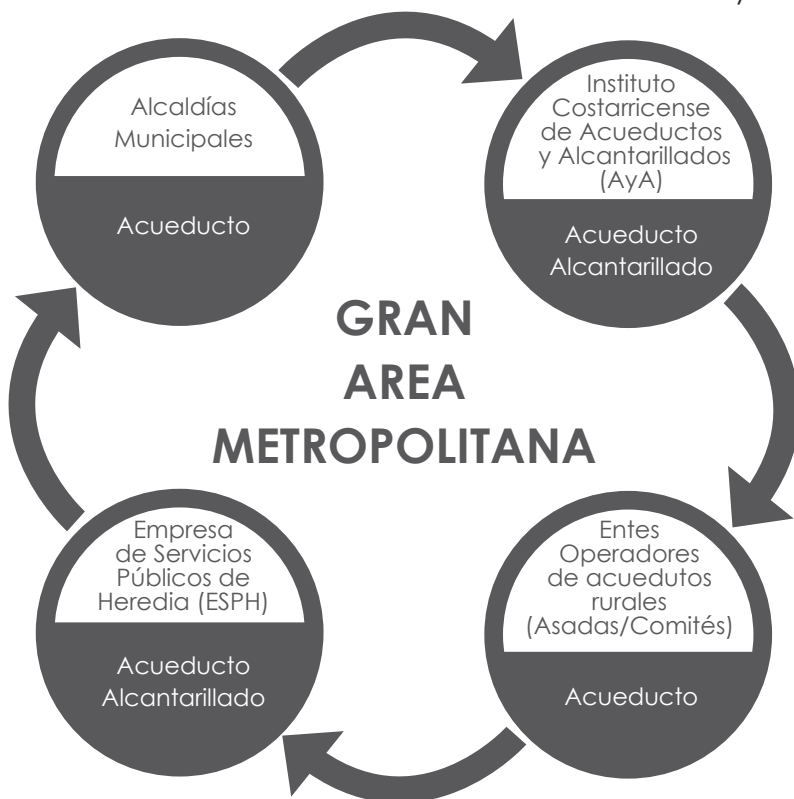 Alcaldías
Municipales
Acueducto
Instituto
Costarricense
de Acueductos
y Alcantarillados
(AyA)
Acueducto
Alcantarillado
GRAN
AREA
METROPOLITANA
Empresa
de Servicios
Públicos de
Heredia (ESPH)
Acueducto
Alcantarillado
Entes
Operadores
de acuedutos
rurales
(Asadas/Comités)
Acueducto